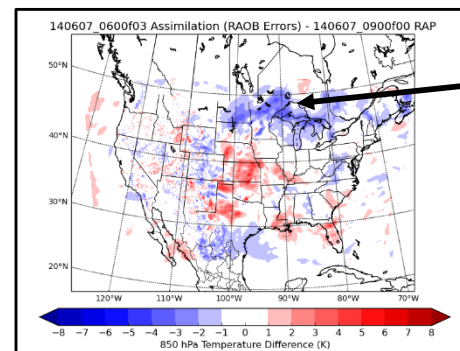 140607_0600f03 Assimilation (RAOB Errors) - 140607_0900f00 RAP
50°N
40°N
30°N
20°N
120°W 110°W 100°W 90°W 80°W 70°W
-8 -7 -6 -5 -4 -3 -2 -1 0 1 2 3 4 5 6 7 8
850 hPa Temperature Difference (K)